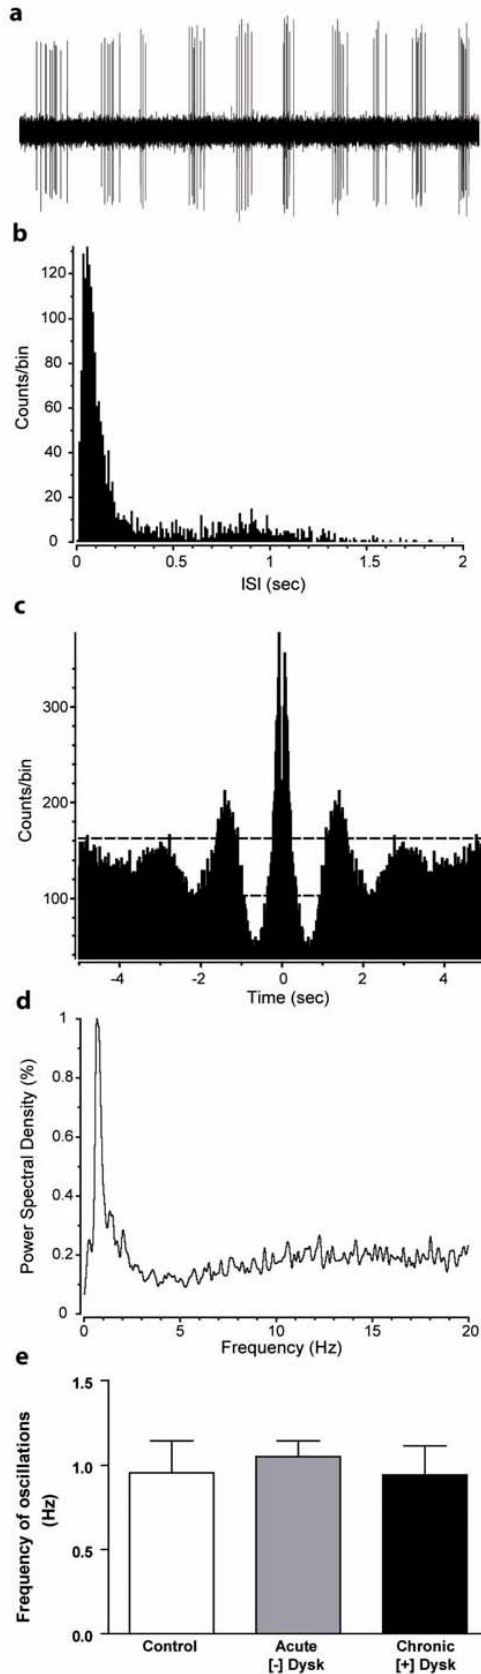 a
b
120
100
80
60
40
20
0
Counts/bin
0 0.5 1 1.5 2
ISI (sec)
c
300
200
100
Counts/bin
-4 -2 0 2 4
Time (sec)
d
1
0.8
0.6
0.4
0.2
0
Power Spectral Density (%)
0 5 10 15 20
Frequency (Hz)
e
1.5
1.0
0.5
0.0
Frequency of oscillations
(Hz)
Control Acute Chronic
[-] Dysk [+] Dysk